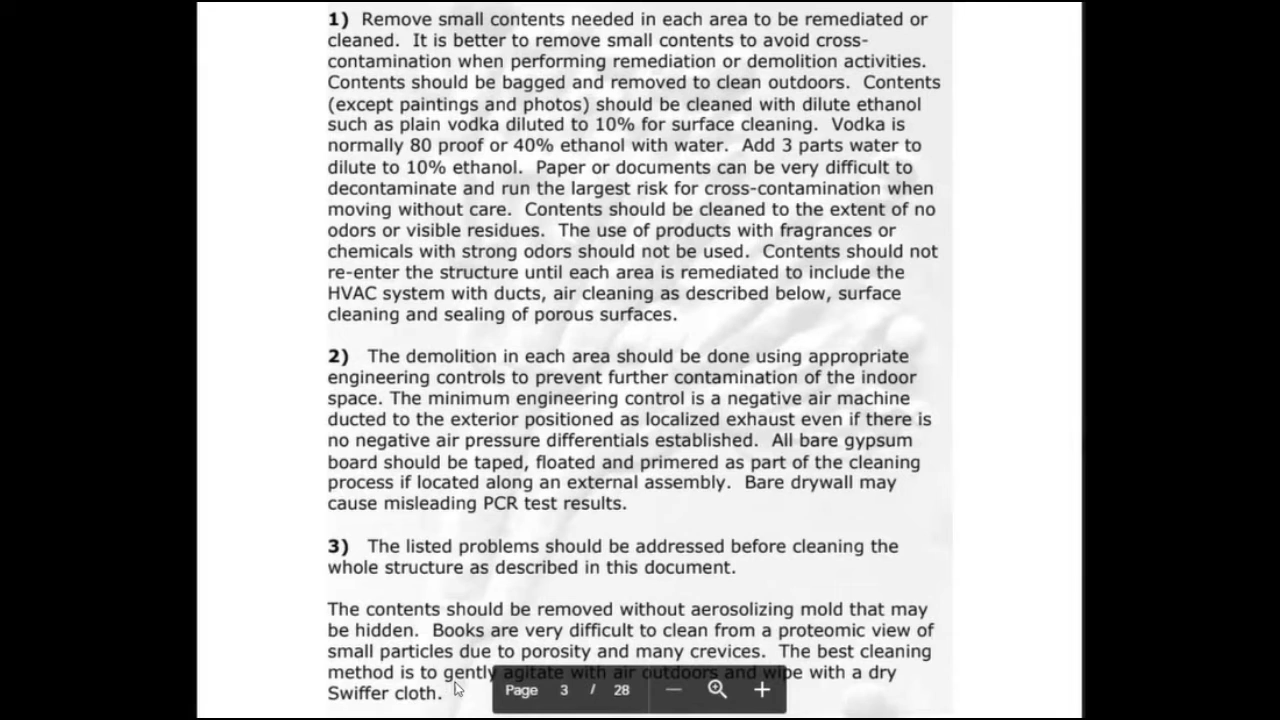 1) Remove small contents needed in each area to be remediated or
cleaned. It is better to remove small contents to avoid cross-
contamination when performing remediation or demolition activities.
Contents should be bagged and removed to clean outdoors. Contents
(except paintings and photos) should be cleaned with dilute ethanol
such as plain vodka diluted to 10% for surface cleaning. Vodka is
normally 80 proof or 40% ethanol with water. Add 3 parts water to
dilute to 10% ethanol. Paper or documents can be very difficult to
decontaminate and run the largest risk for cross-contamination when
moving without care. Contents should be cleaned to the extent of no
odors or visible residues. The use of products with fragrances or
chemicals with strong odors should not be used. Contents should not
re-enter the structure until each area is remediated to include the
HVAC system with ducts, air cleaning as described below, surface
cleaning and sealing of porous surfaces.
2) The demolition in each area should be done using appropriate
engineering controls to prevent further contamination of the indoor
space. The minimum engineering control is a negative air machine
ducted to the exterior positioned as localized exhaust even if there is
no negative air pressure differentials established. All bare gypsum
board should be taped, floated and primered as part of the cleaning
process if located along an external assembly. Bare drywall may
cause misleading PCR test results.
3) The listed problems should be addressed before cleaning the
whole structure as described in this document.
The contents should be removed without aerosolizing mold that may
be hidden. Books are very difficult to clean from a proteomic view of
small particles due to porosity and many crevices. The best cleaning
method is to gently agitate with air outdoors and wipe with a dry
Swiffer cloth.
Page 3 / 28